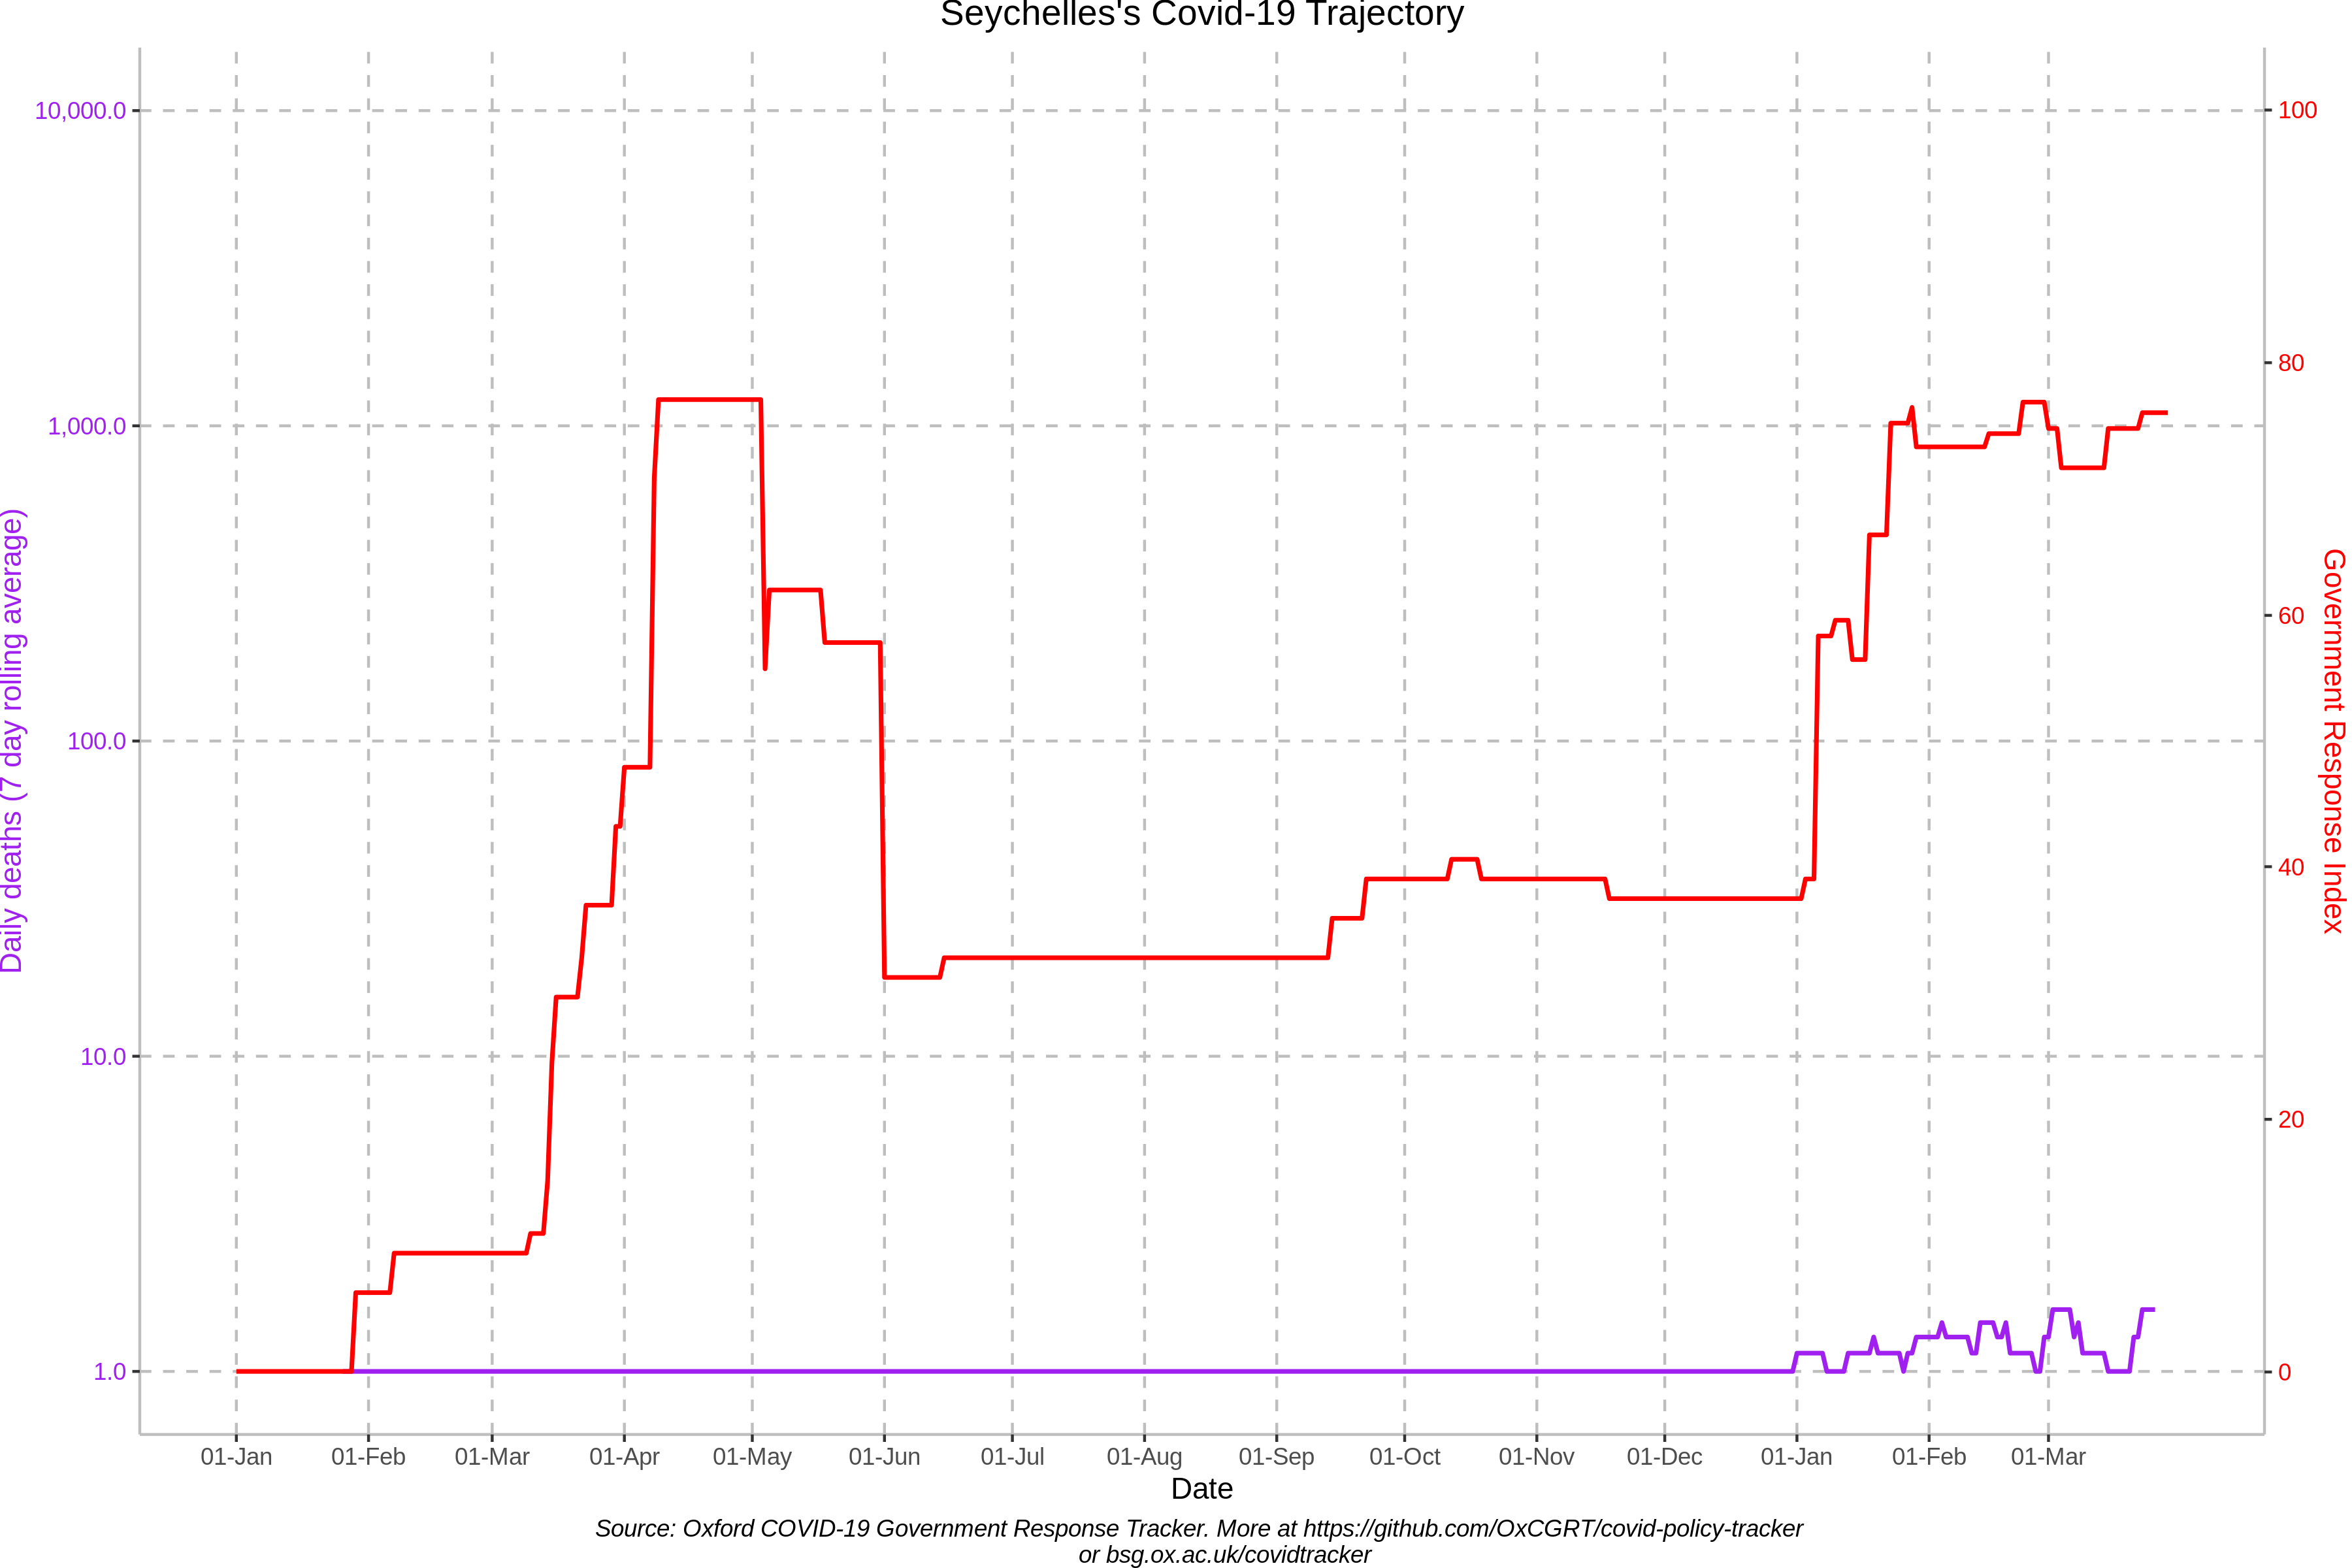 Seychelles's Covid-19 Trajectory
10,000.0
1,000.0
100.0
10.0
1.0
Daily deaths (7 day rolling average)
100
80
60
40
20
0
Government Response Index
01-Jan 01-Feb 01-Mar 01-Apr 01-May 01-Jun 01-Jul 01-Aug 01-Sep 01-Oct 01-Nov 01-Dec 01-Jan 01-Feb 01-Mar
Date
Source: Oxford COVID-19 Government Response Tracker. More at https://github.com/OxCGRT/covid-policy-tracker
or bsg.ox.ac.uk/covidtracker